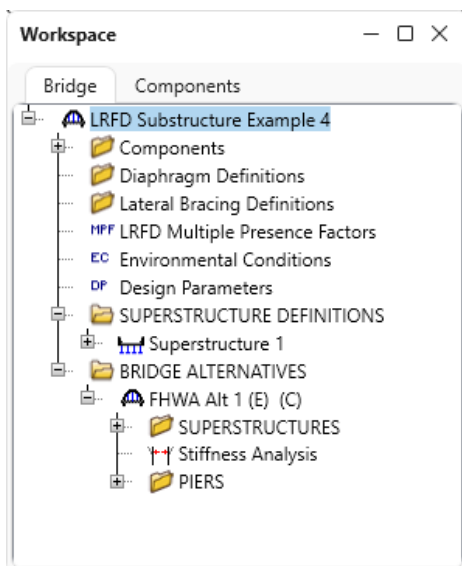 Workspace
Bridge Components
LRFD Substructure Example 4
Components
Diaphragm Definitions
Lateral Bracing Definitions
MPF LRFD Multiple Presence Factors
EC Environmental Conditions
DP Design Parameters
SUPERSTRUCTURE DEFINITIONS
Superstructure 1
BRIDGE ALTERNATIVES
FHWA Alt 1 (E) (C)
SUPERSTRUCTURES
Stiffness Analysis
PIERS